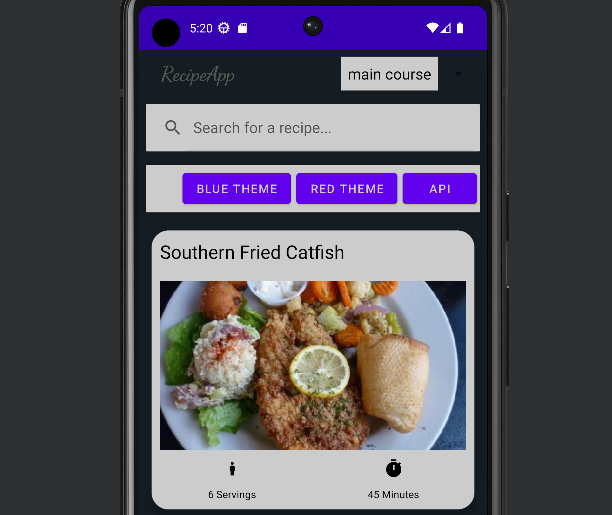 5:20
RecipeApp
main course
Search for a recipe...
BLUE THEME RED THEME API
Southern Fried Catfish
6 Servings 45 Minutes